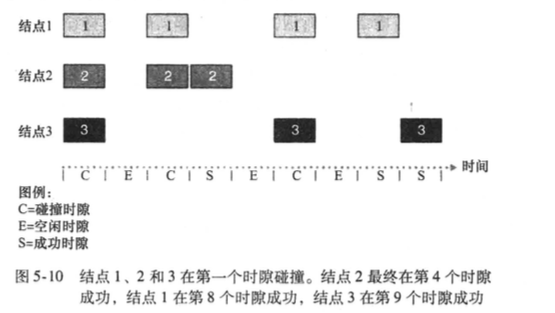 结点1 1 1 1 1
结点2 2 2 2
结点3 3 3 3
时间
| C | E | C | S | E | C | E | S | S |
图例：
C=碰撞时隙
E=空闲时隙
S=成功时隙
图 5-10 结点 1、2 和 3 在第一个时隙碰撞。结点 2 最终在第 4 个时隙
成功，结点 1 在第 8 个时隙成功，结点 3 在第 9 个时隙成功